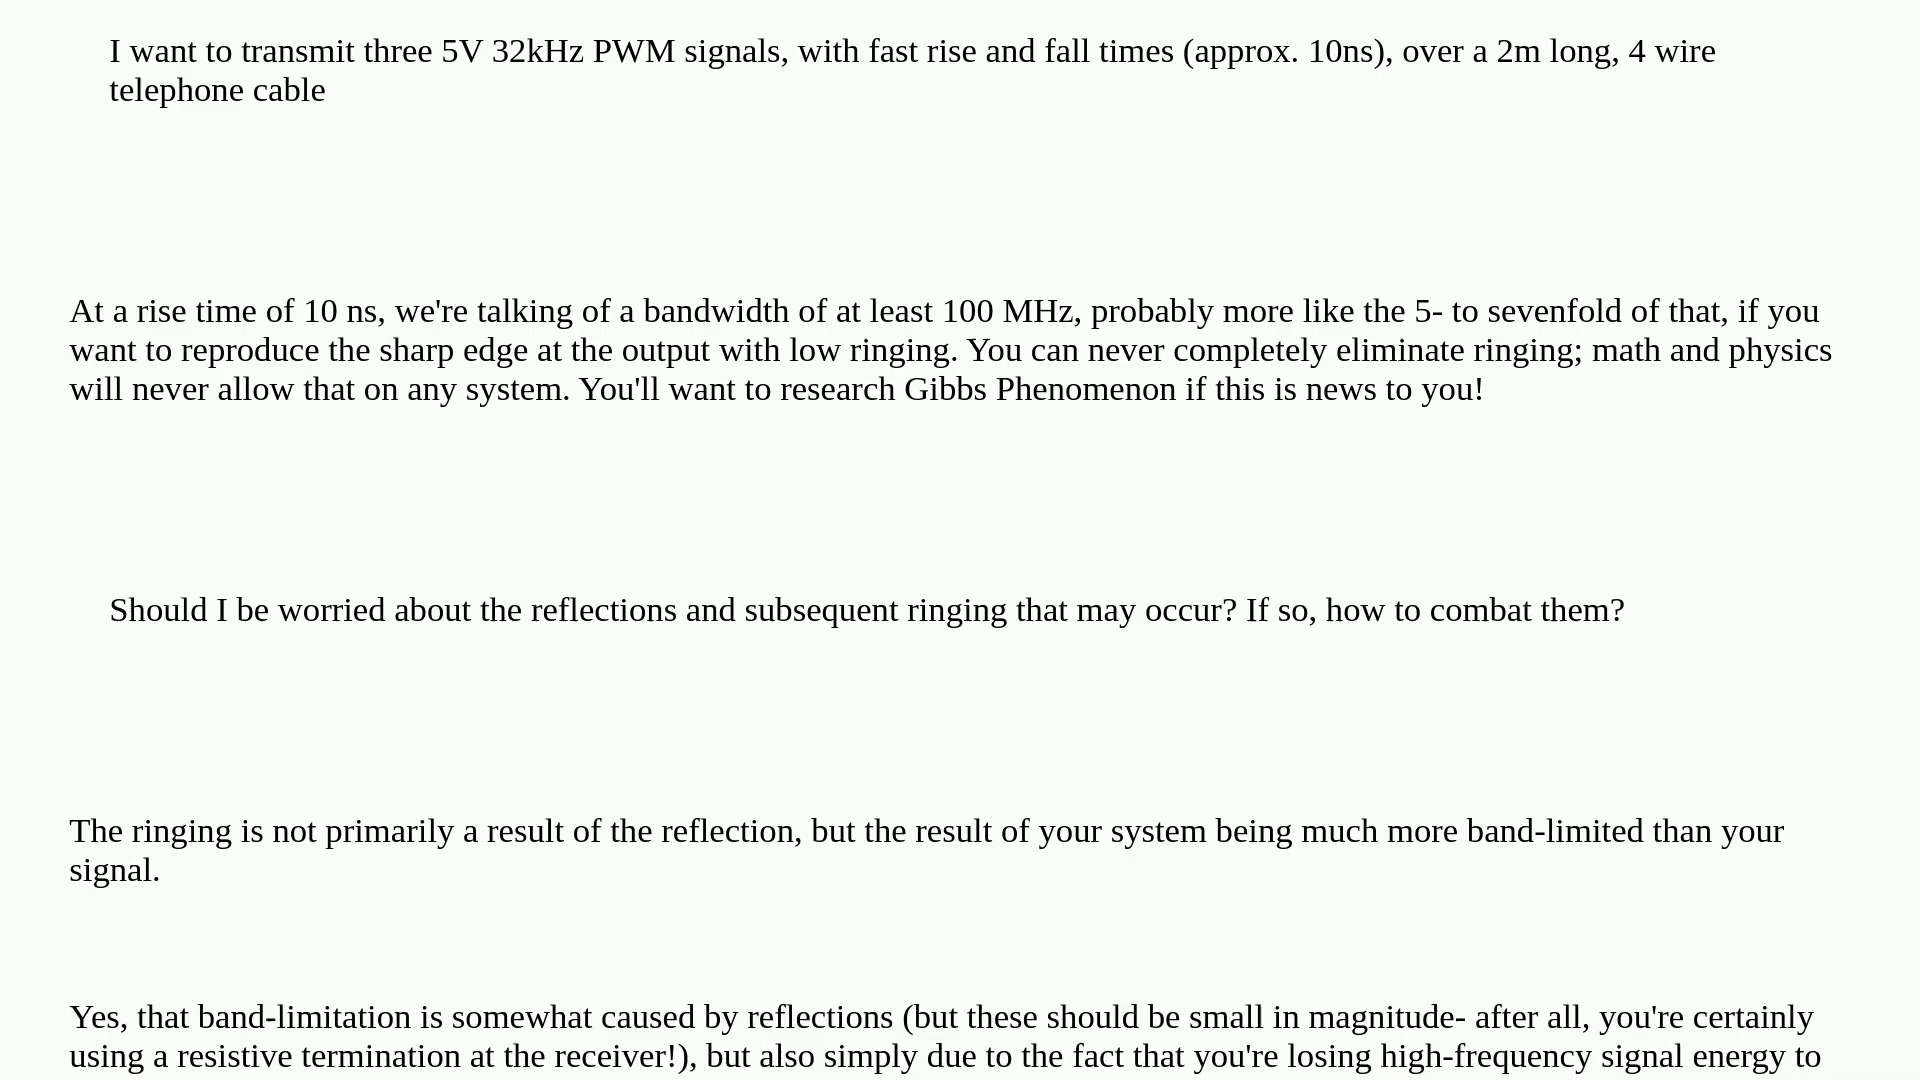 I want to transmit three 5V 32kHz PWM signals, with fast rise and fall times (approx. 10ns), over a 2m long, 4 wire
telephone cable
At a rise time of 10 ns, we're talking of a bandwidth of at least 100 MHz, probably more like the 5- to sevenfold of that, if you
want to reproduce the sharp edge at the output with low ringing. You can never completely eliminate ringing; math and physics
will never allow that on any system. You'll want to research Gibbs Phenomenon if this is news to you!
Should I be worried about the reflections and subsequent ringing that may occur? If so, how to combat them?
The ringing is not primarily a result of the reflection, but the result of your system being much more band-limited than your
signal.
Yes, that band-limitation is somewhat caused by reflections (but these should be small in magnitude- after all, you're certainly
using a resistive termination at the receiver!), but also simply due to the fact that you're losing high-frequency signal energy to